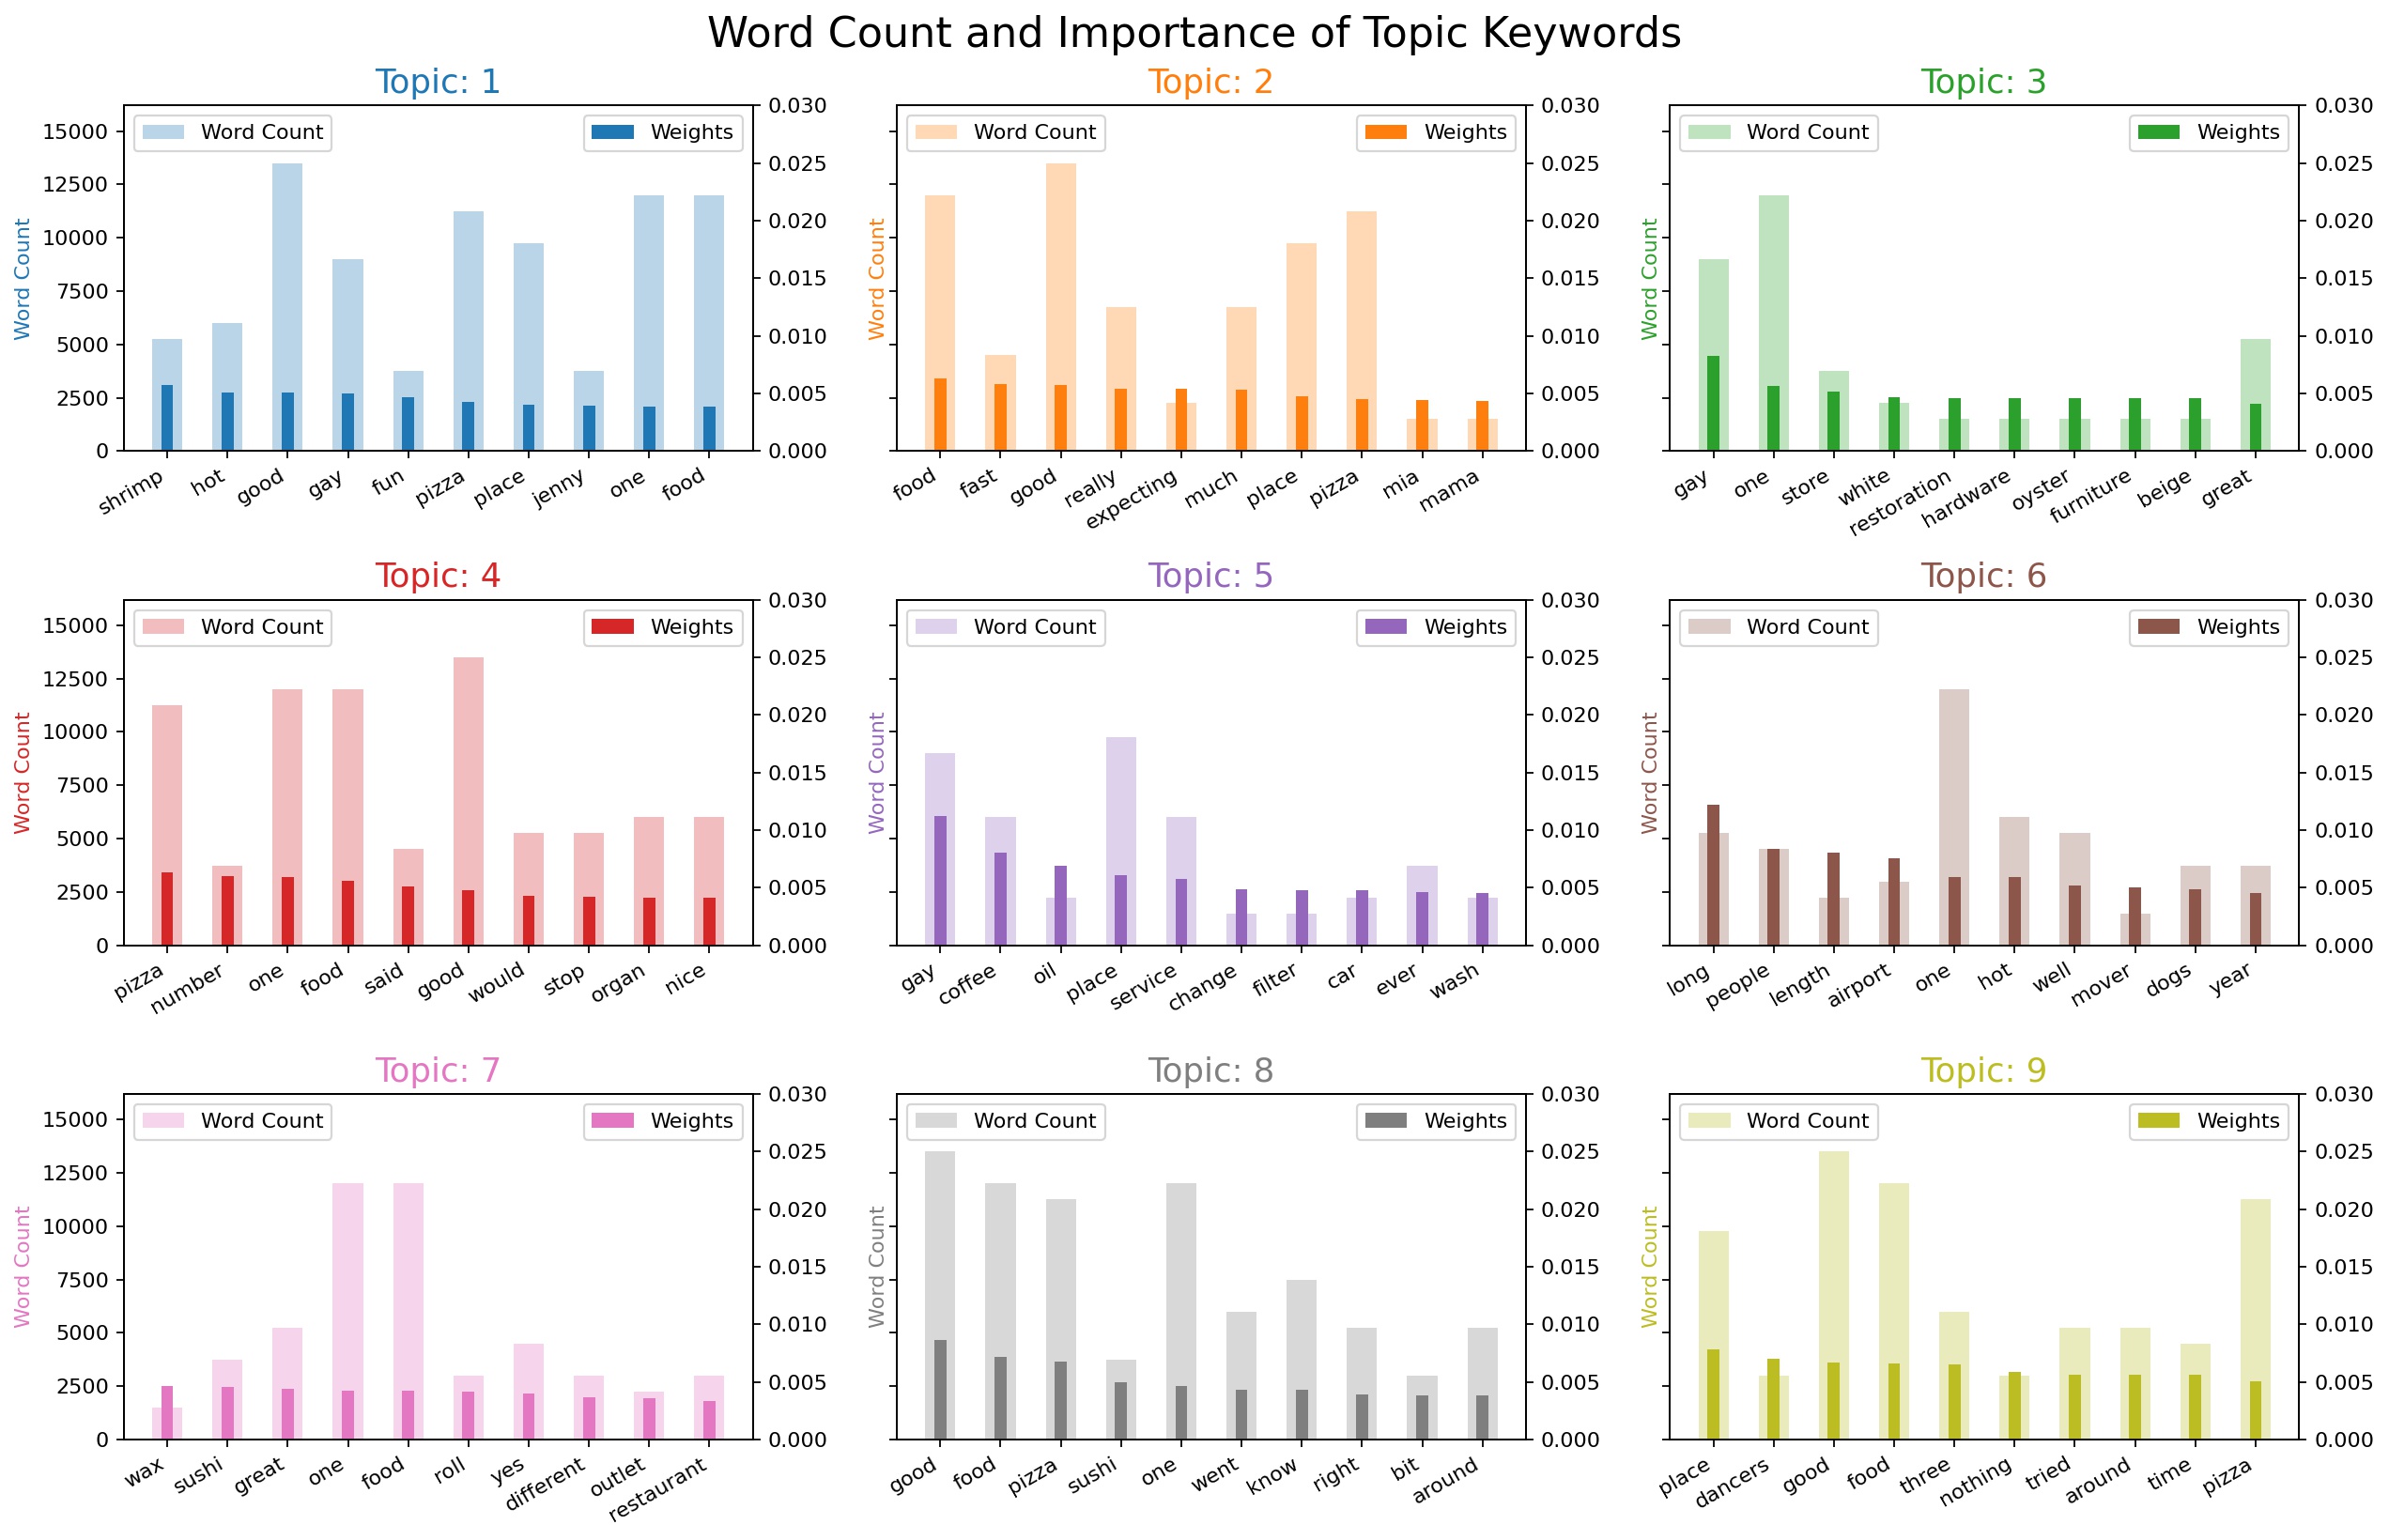 Word Count and Importance of Topic Keywords
Topic: 1
Word Count
Weights
Word Count
15000
12500
10000
7500
5000
2500
0
0.030
0.025
0.020
0.015
0.010
0.005
0.000
shrimp hot good gay fun pizza place jenny one food
Topic: 2
Word Count
Weights
Word Count
0.030
0.025
0.020
0.015
0.010
0.005
0.000
food fast good really expecting much place pizza mia mama
Topic: 3
Word Count
Weights
Word Count
0.030
0.025
0.020
0.015
0.010
0.005
0.000
gay one store white restoration hardware oyster furniture beige great
Topic: 4
Word Count
Weights
Word Count
15000
12500
10000
7500
5000
2500
0
0.030
0.025
0.020
0.015
0.010
0.005
0.000
pizza number one food said good would stop organ nice
Topic: 5
Word Count
Weights
Word Count
0.030
0.025
0.020
0.015
0.010
0.005
0.000
gay coffee oil place service change filter car ever wash
Topic: 6
Word Count
Weights
Word Count
0.030
0.025
0.020
0.015
0.010
0.005
0.000
long people length airport one hot well mover dogs year
Topic: 7
Word Count
Weights
Word Count
15000
12500
10000
7500
5000
2500
0
0.030
0.025
0.020
0.015
0.010
0.005
0.000
wax sushi great one food roll yes different outlet restaurant
Topic: 8
Word Count
Weights
Word Count
0.030
0.025
0.020
0.015
0.010
0.005
0.000
good food pizza sushi one went know right bit around
Topic: 9
Word Count
Weights
Word Count
0.030
0.025
0.020
0.015
0.010
0.005
0.000
place dancers good food three nothing tried around time pizza